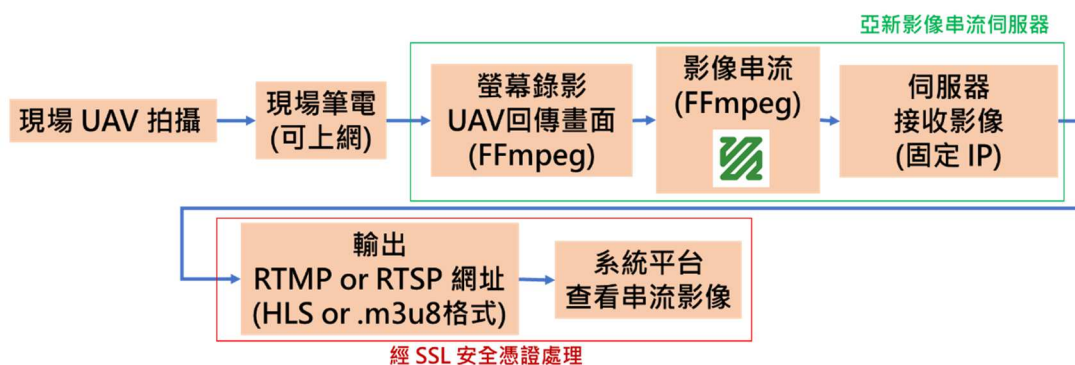 亞新影像串流伺服器
現場 UAV 拍攝
現場筆電
(可上網)
螢幕錄影
UAV回傳畫面
(FFmpeg)
影像串流
(FFmpeg)
伺服器
接收影像
(固定 IP)
輸出
RTMP or RTSP 網址
(HLS or .m3u8格式)
系統平台
查看串流影像
經 SSL 安全憑證處理